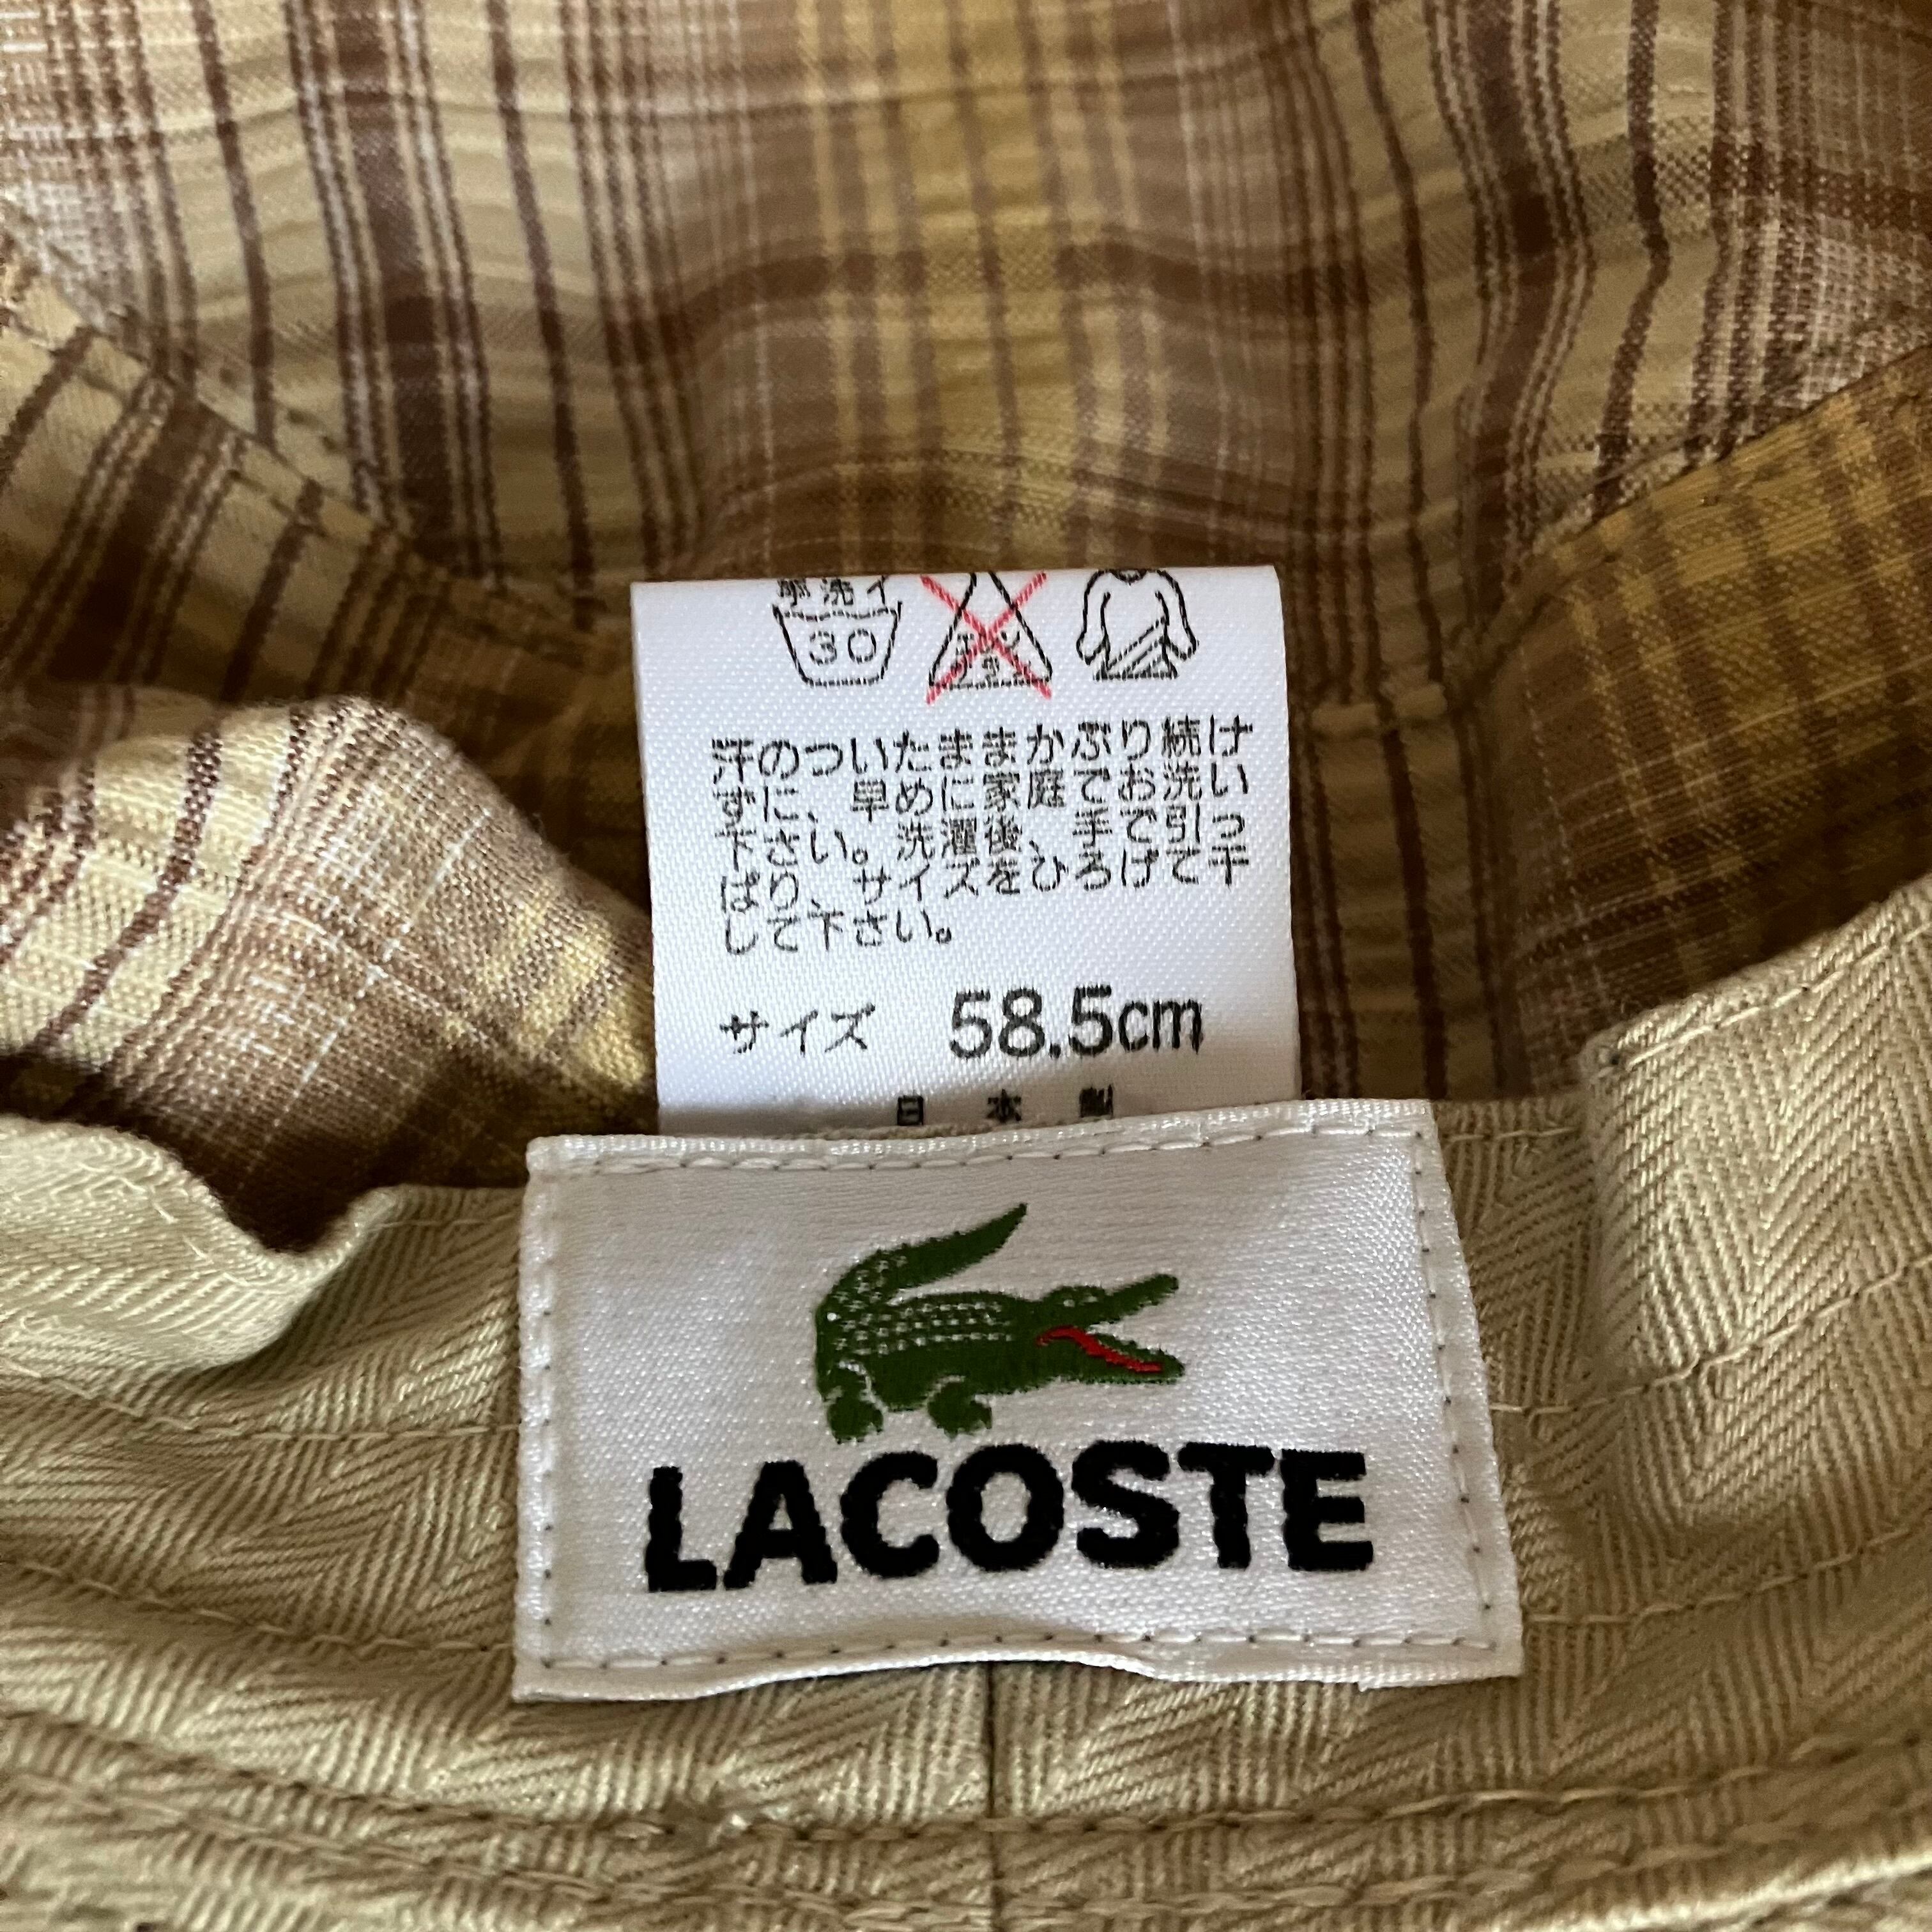 手洗イ
30
汗のついたままかぶり続け
ずに、早めに家庭でお洗い
下さい。洗濯後、手で引っ
ぱり、サイズをひろげて干
して下さい。
サイズ 58.5cm
日本製
LACOSTE